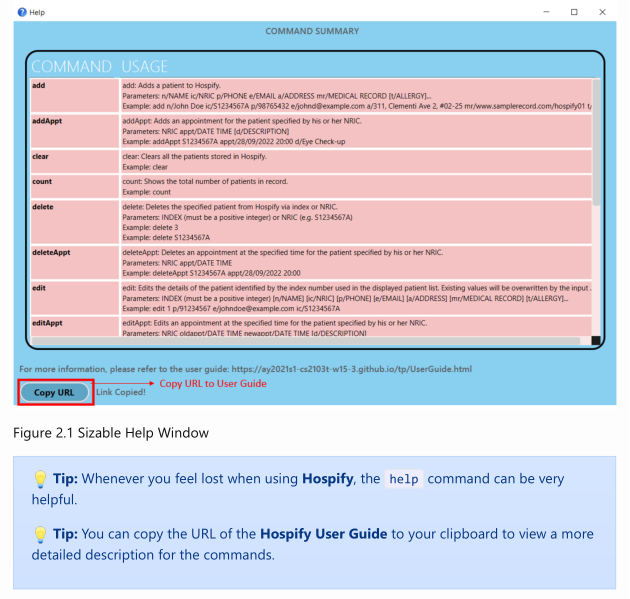 Help
COMMAND SUMMARY
COMMAND USAGE
add
add: Adds a patient to Hospify.
Parameters: n/NAME ic/NRIC p/PHONE e/EMAIL a/ADDRESS mr/MEDICAL RECORD [t/ALLERGY]...
Example: add n/John Doe ic/S1234567A p/98765432 e/johnd@example.com a/311, Clementi Ave 2, #02-25 mr/www.samplerecord.com/hospify01 t/
addAppt
addAppt: Adds an appointment for the patient specified by his or her NRIC.
Parameters: NRIC appt/DATE TIME [d/DESCRIPTION]
Example: addAppt S1234567A appt/28/09/2022 20:00 d/Eye Check-up
clear
clear: Clears all the patients stored in Hospify.
Example: clear
count
count: Shows the total number of patients in record.
Example: count
delete
delete: Deletes the specified patient from Hospify via index or NRIC.
Parameters: INDEX (must be a positive integer) or NRIC (e.g. S1234567A)
Example: delete 3
Example: delete S1234567A
deleteAppt
deleteAppt: Deletes an appointment at the specified time for the patient specified by his or her NRIC.
Parameters: NRIC appt/DATE TIME
Example: deleteAppt S1234567A appt/28/09/2022 20:00
edit
edit: Edits the details of the patient identified by the index number used in the displayed patient list. Existing values will be overwritten by the input .
Parameters: INDEX (must be a positive integer) [n/NAME] [ic/NRIC] [p/PHONE] [e/EMAIL] [a/ADDRESS] [mr/MEDICAL RECORD] [t/ALLERGY]...
Example: edit 1 p/91234567 e/johndoe@example.com ic/S1234567A
editAppt
editAppt: Edits an appointment at the specified time for the patient specified by his or her NRIC.
Parameters: NRIC oldappt/DATE TIME newappt/DATE TIME [d/DESCRIPTION]
For more information, please refer to the user guide: https://ay2021s1-cs2103t-w15-3.github.io/tp/UserGuide.html
Copy URL to User Guide
Copy URL Link Copied!
Figure 2.1 Sizable Help Window
Tip: Whenever you feel lost when using Hospify, the help command can be very
helpful.
Tip: You can copy the URL of the Hospify User Guide to your clipboard to view a more
detailed description for the commands.